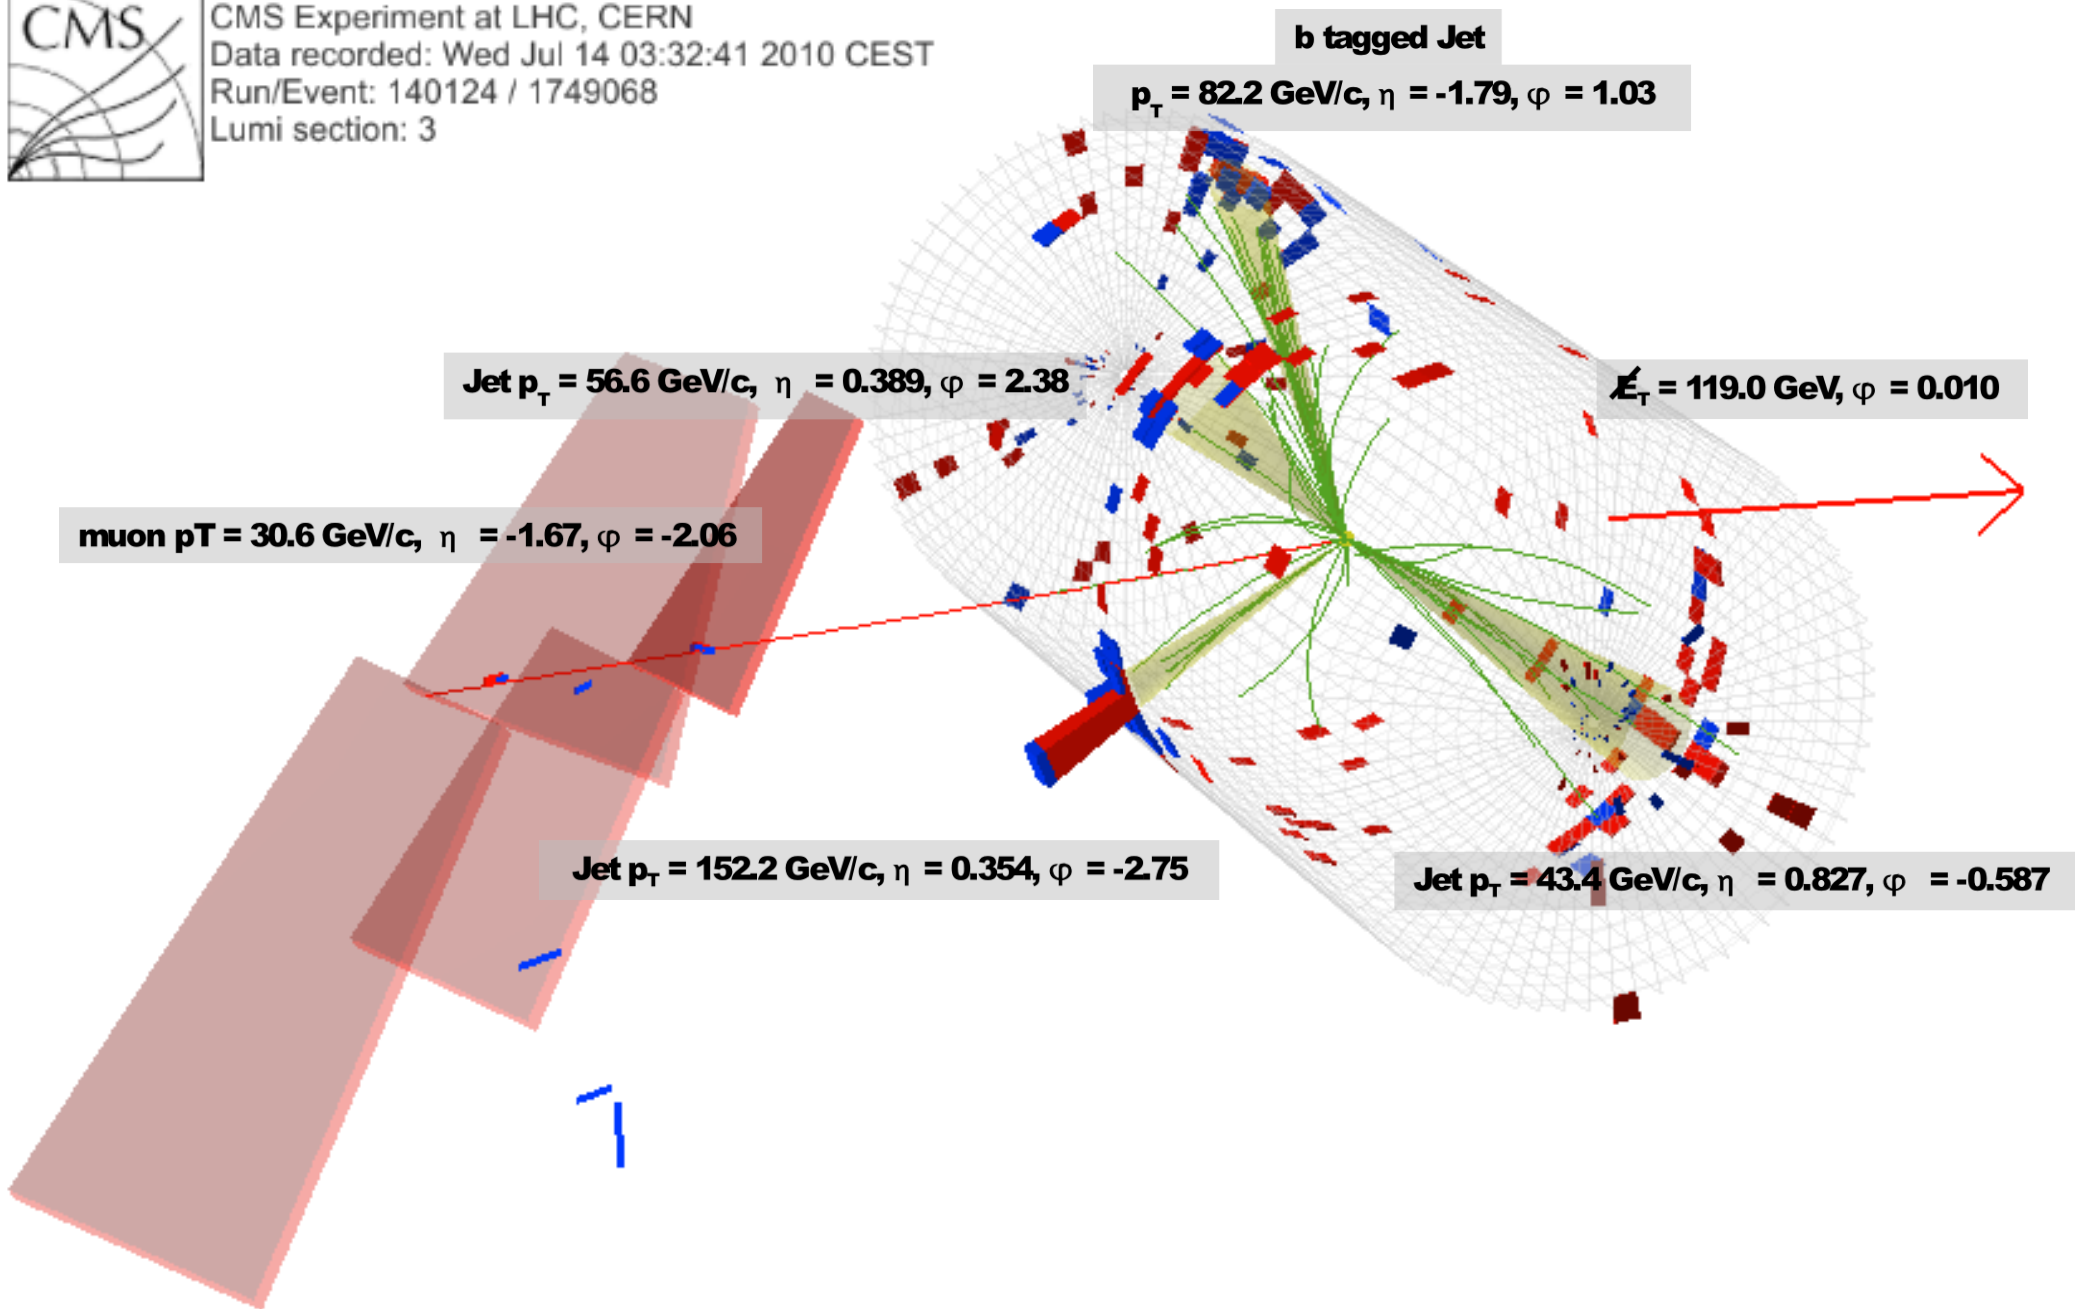 CMS
CMS Experiment at LHC, CERN
Data recorded: Wed Jul 14 03:32:41 2010 CEST
Run/Event: 140124 / 1749068
Lumi section: 3
b tagged Jet
pT = 82.2 GeV/c, η = -1.79, φ = 1.03
Jet pT = 56.6 GeV/c, η = 0.389, φ = 2.38
E̸T = 119.0 GeV, φ = 0.010
muon pT = 30.6 GeV/c, η = -1.67, φ = -2.06
Jet pT = 152.2 GeV/c, η = 0.354, φ = -2.75
Jet pT = 43.4 GeV/c, η = 0.827, φ = -0.587